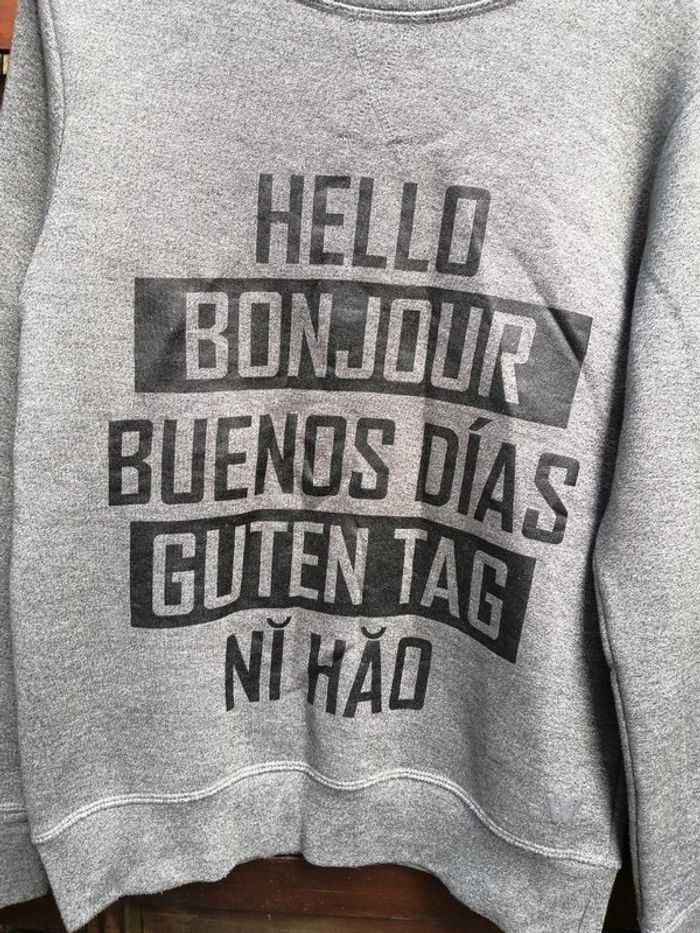 HELLO
BONJOUR
BUENOS DÍAS
GUTEN TAG
NĬ HĂO
W